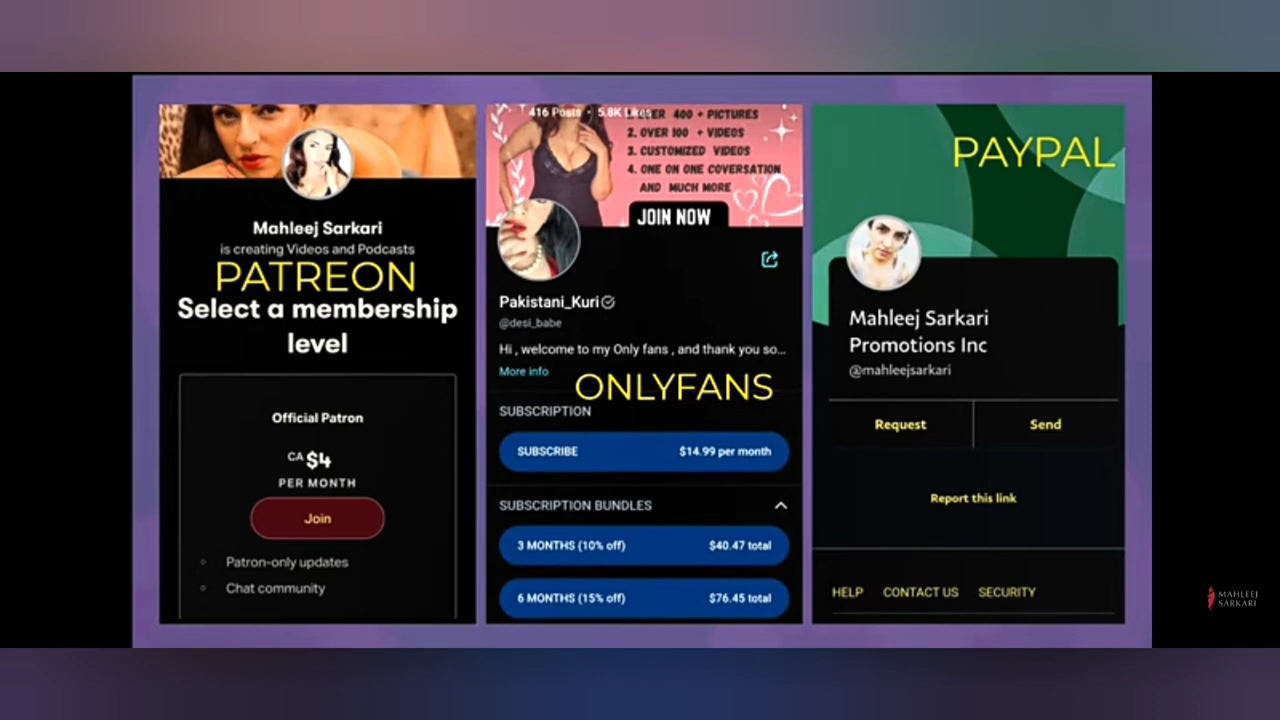 Mahleej Sarkari
is creating Videos and Podcasts
PATREON
Select a membership
level
Official Patron
CA $4
PER MONTH
Join
Patron-only updates
Chat community
416 Posts • 5.8K Likes
OVER 400 + PICTURES
2. OVER 100 + VIDEOS
3. CUSTOMIZED VIDEOS
4. ONE ON ONE COVERSATION
AND MUCH MORE
JOIN NOW
Pakistani_Kuri
@desi_babe
Hi , welcome to my Only fans , and thank you so...
More info
ONLYFANS
SUBSCRIPTION
SUBSCRIBE $14.99 per month
SUBSCRIPTION BUNDLES
3 MONTHS (10% off) $40.47 total
6 MONTHS (15% off) $76.45 total
PAYPAL
Mahleej Sarkari
Promotions Inc
@mahleejsarkari
Request Send
Report this link
HELP CONTACT US SECURITY
MAHLEEJ
SARKARI